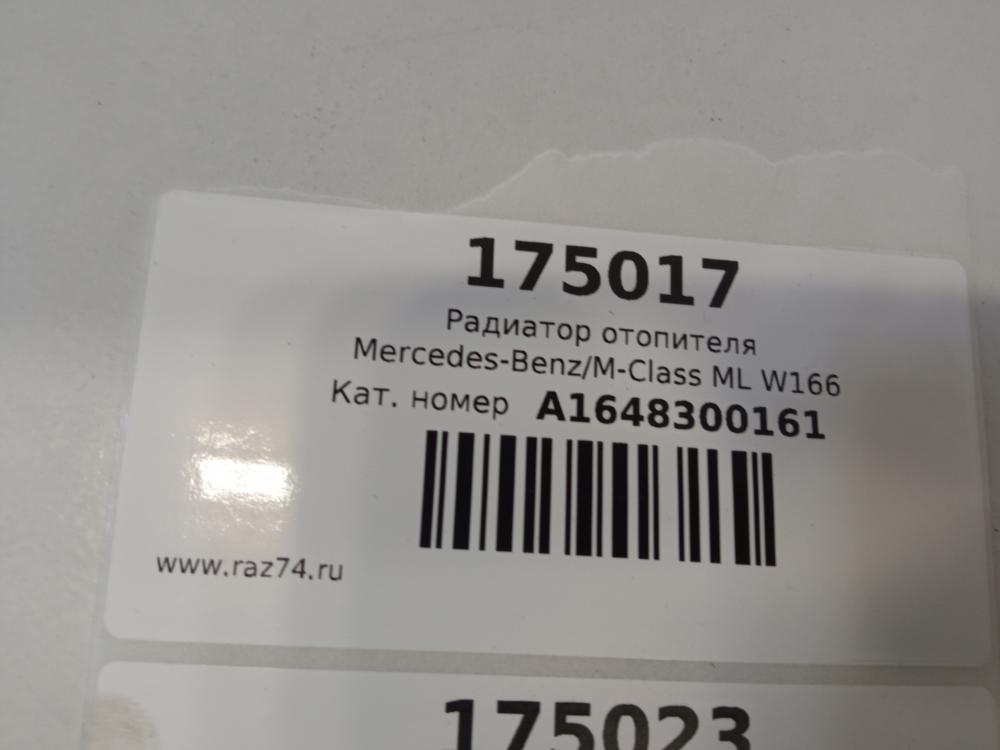 175017
Радиатор отопителя
Mercedes-Benz/M-Class ML W166
Кат. номер A1648300161
www.raz74.ru
175023